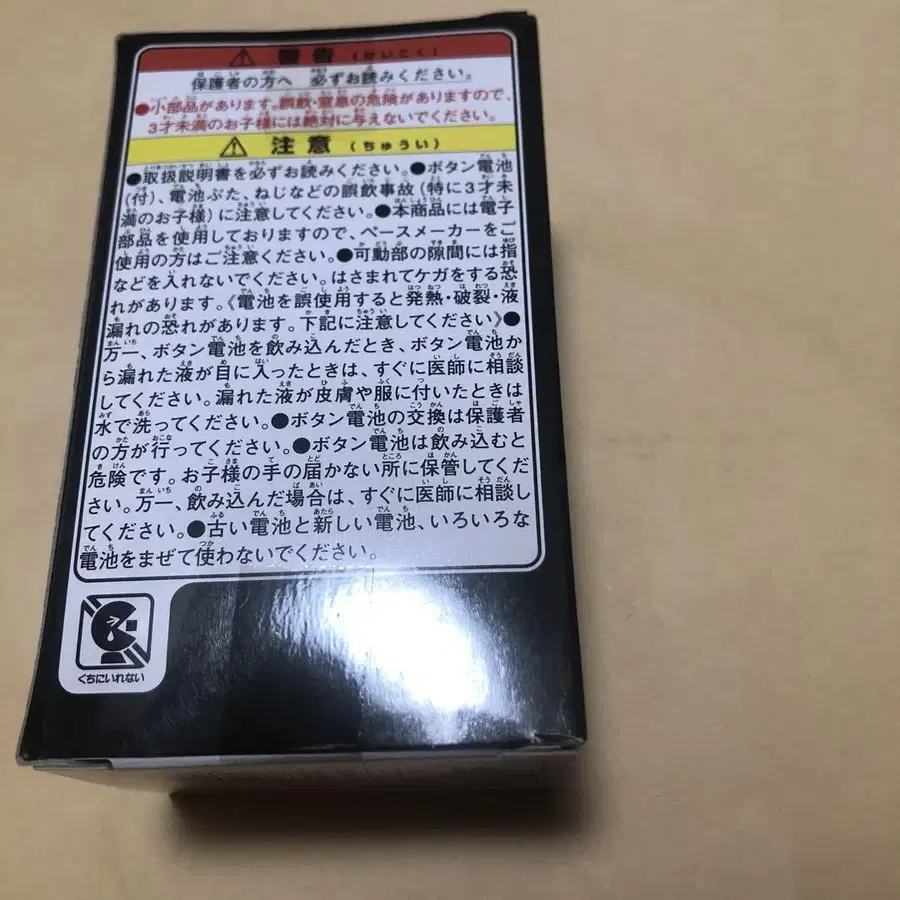 ⚠ 警告 (けいこく)
保護者の方へ 必ずお読みください。
●小部品があります。誤飲・窒息の危険がありますので、
3才未満のお子様には絶対に与えないでください。
⚠ 注意 (ちゅうい)
●取扱説明書を必ずお読みください。●ボタン電池
(付)、電池ぶた、ねじなどの誤飲事故(特に3才未
満のお子様)に注意してください。●本商品には電子
部品を使用しておりますので、ペースメーカーをご
使用の方はご注意ください。●可動部の隙間には指
などを入れないでください。はさまれてケガをする恐
れがあります。《電池を誤使用すると発熱・破裂・液
漏れの恐れがあります。下記に注意してください》●
万一、ボタン電池を飲み込んだとき、ボタン電池か
ら漏れた液が目に入ったときは、すぐに医師に相談
してください。漏れた液が皮膚や服に付いたときは
水で洗ってください。●ボタン電池の交換は保護者
の方が行ってください。●ボタン電池は飲み込むと
危険です。お子様の手の届かない所に保管してくだ
さい。万一、飲み込んだ場合は、すぐに医師に相談し
てください。●古い電池と新しい電池、いろいろな
電池をまぜて使わないでください。
くちにいれない